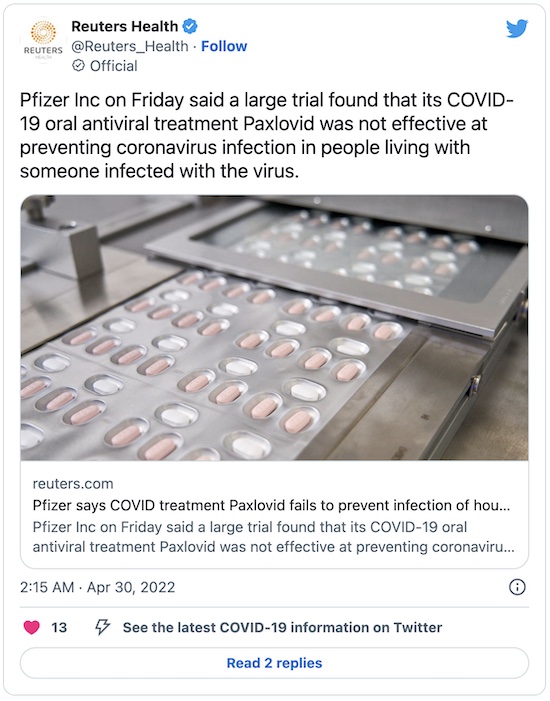 Reuters Health
@Reuters_Health · Follow
Official
REUTERS
HEALTH
Pfizer Inc on Friday said a large trial found that its COVID-
19 oral antiviral treatment Paxlovid was not effective at
preventing coronavirus infection in people living with
someone infected with the virus.
reuters.com
Pfizer says COVID treatment Paxlovid fails to prevent infection of hou...
Pfizer Inc on Friday said a large trial found that its COVID-19 oral
antiviral treatment Paxlovid was not effective at preventing coronaviru...
2:15 AM · Apr 30, 2022
13 See the latest COVID-19 information on Twitter
Read 2 replies